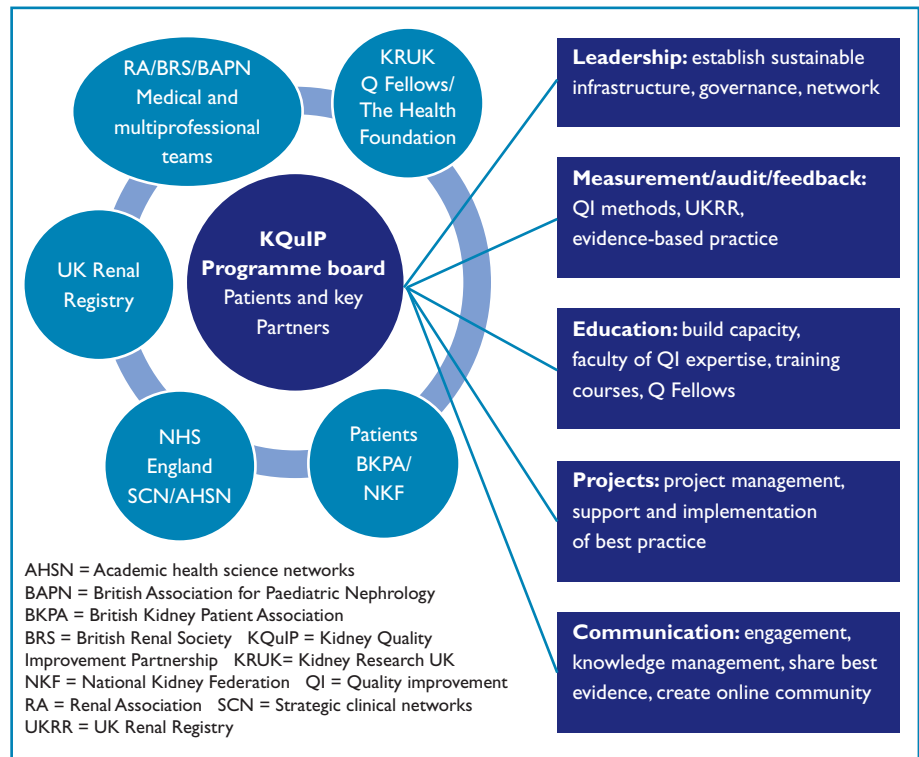 RA/BRS/BAPN
Medical and
multiprofessional
teams
KRUK
Q Fellows/
The Health
Foundation
UK Renal
Registry
KQuIP
Programme board
Patients and key
Partners
NHS
England
SCN/AHSN
Patients
BKPA/
NKF
Leadership: establish sustainable
infrastructure, governance, network
Measurement/audit/feedback:
QI methods, UKRR,
evidence-based practice
Education: build capacity,
faculty of QI expertise, training
courses, Q Fellows
Projects: project management,
support and implementation
of best practice
Communication: engagement,
knowledge management, share best
evidence, create online community
AHSN = Academic health science networks
BAPN = British Association for Paediatric Nephrology
BKPA = British Kidney Patient Association
BRS = British Renal Society KQuIP = Kidney Quality
Improvement Partnership KRUK= Kidney Research UK
NKF = National Kidney Federation QI = Quality improvement
RA = Renal Association SCN = Strategic clinical networks
UKRR = UK Renal Registry